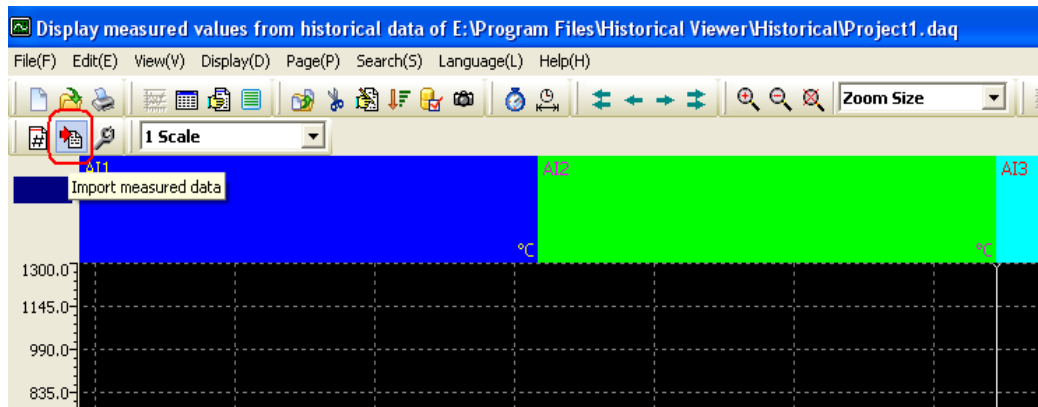 Display measured values from historical data of E:\Program Files\Historical Viewer\Historical\Project1.daq
File(F) Edit(E) View(V) Display(D) Page(P) Search(S) Language(L) Help(H)
Zoom Size
# 1 Scale
AI1 AI2 AI3
Import measured data
°C °C
1300.0
1145.0
990.0
835.0